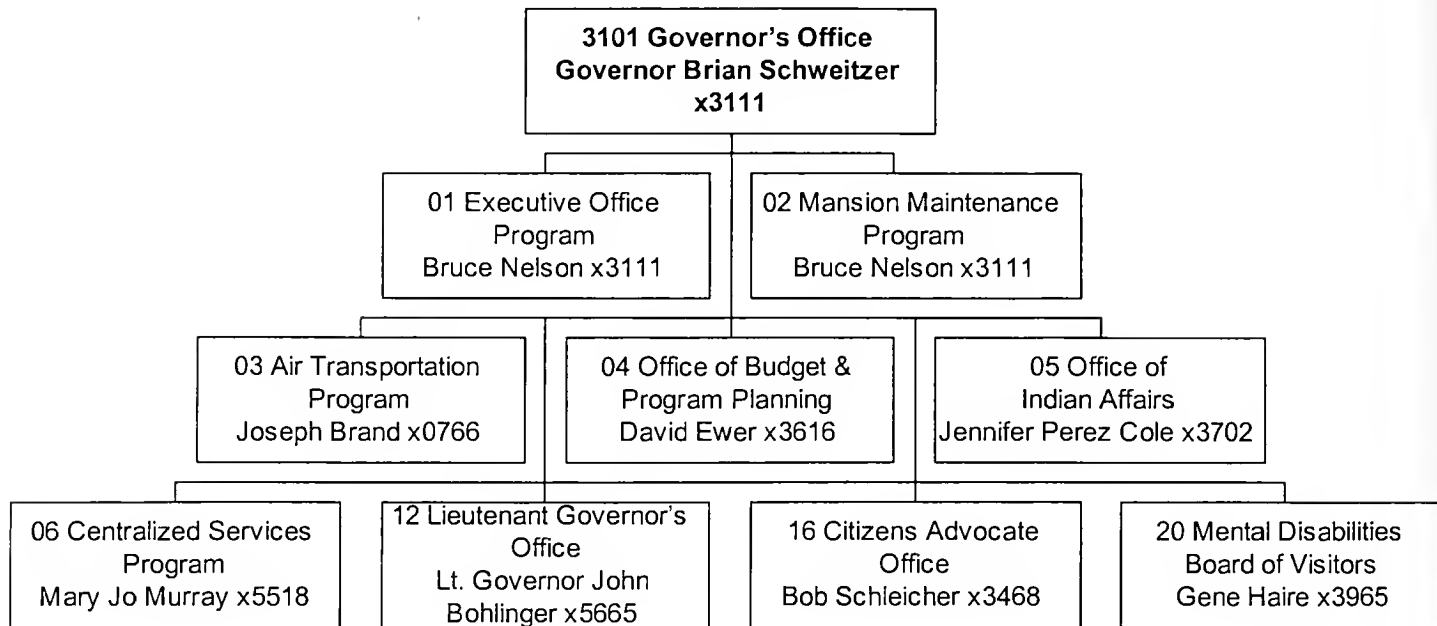 3101 Governor's Office
Governor Brian Schweitzer
x3111
01 Executive Office
Program
Bruce Nelson x3111
02 Mansion Maintenance
Program
Bruce Nelson x3111
03 Air Transportation
Program
Joseph Brand x0766
04 Office of Budget &
Program Planning
David Ewer x3616
05 Office of
Indian Affairs
Jennifer Perez Cole x3702
06 Centralized Services
Program
Mary Jo Murray x5518
12 Lieutenant Governor's
Office
Lt. Governor John
Bohlinger x5665
16 Citizens Advocate
Office
Bob Schleicher x3468
20 Mental Disabilities
Board of Visitors
Gene Haire x3965